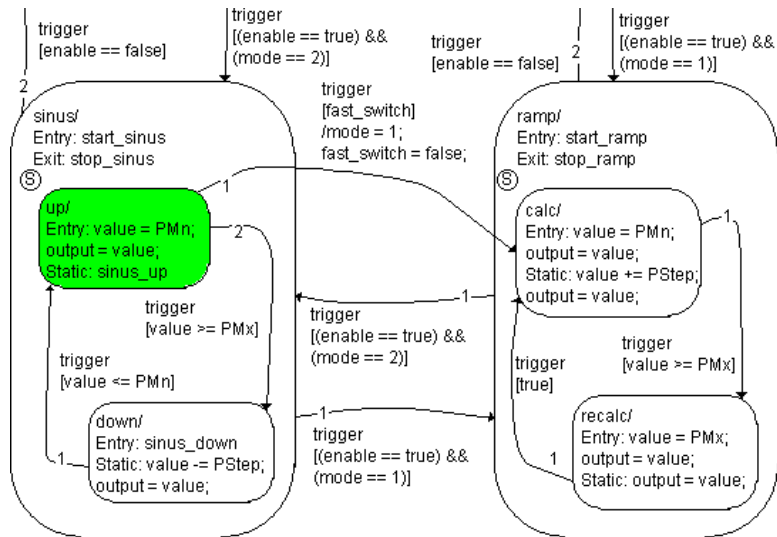 trigger
[enable == false]
2
trigger
[(enable == true) &&
(mode == 2)]
trigger
[enable == false]
2
trigger
[(enable == true) &&
(mode == 1)]
sinus/
Entry: start_sinus
Exit: stop_sinus
S
trigger
[fast_switch]
/mode = 1;
fast_switch = false;
ramp/
Entry: start_ramp
Exit: stop_ramp
S
up/
Entry: value = PMn;
output = value;
Static: sinus_up
1
2
calc/
Entry: value = PMn;
output = value;
Static: value += PStep;
output = value;
1
trigger
[value >= PMx]
1
trigger
[(enable == true) &&
(mode == 2)]
trigger
[value <= PMn]
trigger
[true]
trigger
[value >= PMx]
down/
Entry: sinus_down
Static: value -= PStep;
output = value;
1
1
trigger
[(enable == true) &&
(mode == 1)]
recalc/
Entry: value = PMx;
output = value;
Static: output = value;
1